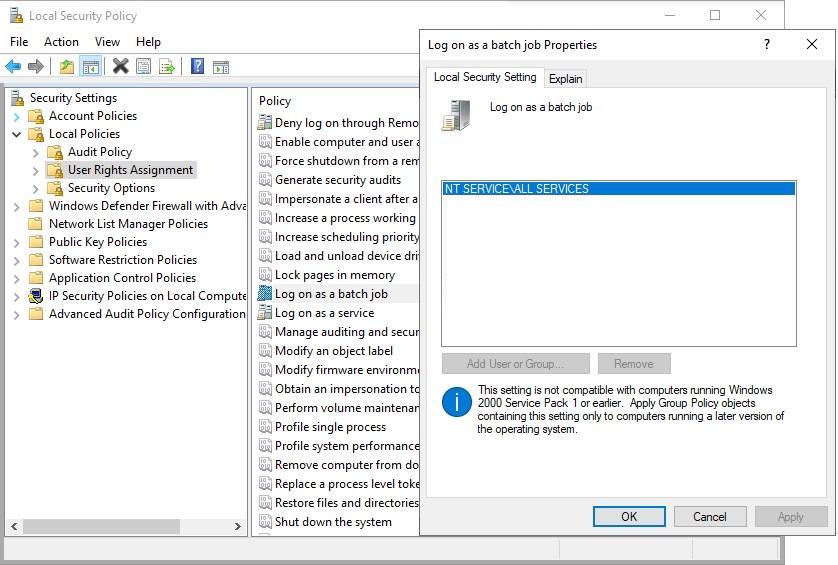 Local Security Policy
File Action View Help
Security Settings
Account Policies
Local Policies
Audit Policy
User Rights Assignment
Security Options
Windows Defender Firewall with Adva
Network List Manager Policies
Public Key Policies
Software Restriction Policies
Application Control Policies
IP Security Policies on Local Compute
Advanced Audit Policy Configuration
Policy
Deny log on through Remo
Enable computer and user a
Force shutdown from a rem
Generate security audits
Impersonate a client after a
Increase a process working
Increase scheduling priority
Load and unload device dri
Lock pages in memory
Log on as a batch job
Log on as a service
Manage auditing and secur
Modify an object label
Modify firmware environme
Obtain an impersonation to
Perform volume maintenan
Profile single process
Profile system performance
Remove computer from do
Replace a process level toke
Restore files and directories
Shut down the system
Log on as a batch job Properties
?
Local Security Setting Explain
Log on as a batch job
NT SERVICE\ALL SERVICES
Add User or Group... Remove
This setting is not compatible with computers running Windows
2000 Service Pack 1 or earlier. Apply Group Policy objects
containing this setting only to computers running a later version of
the operating system.
OK Cancel Apply